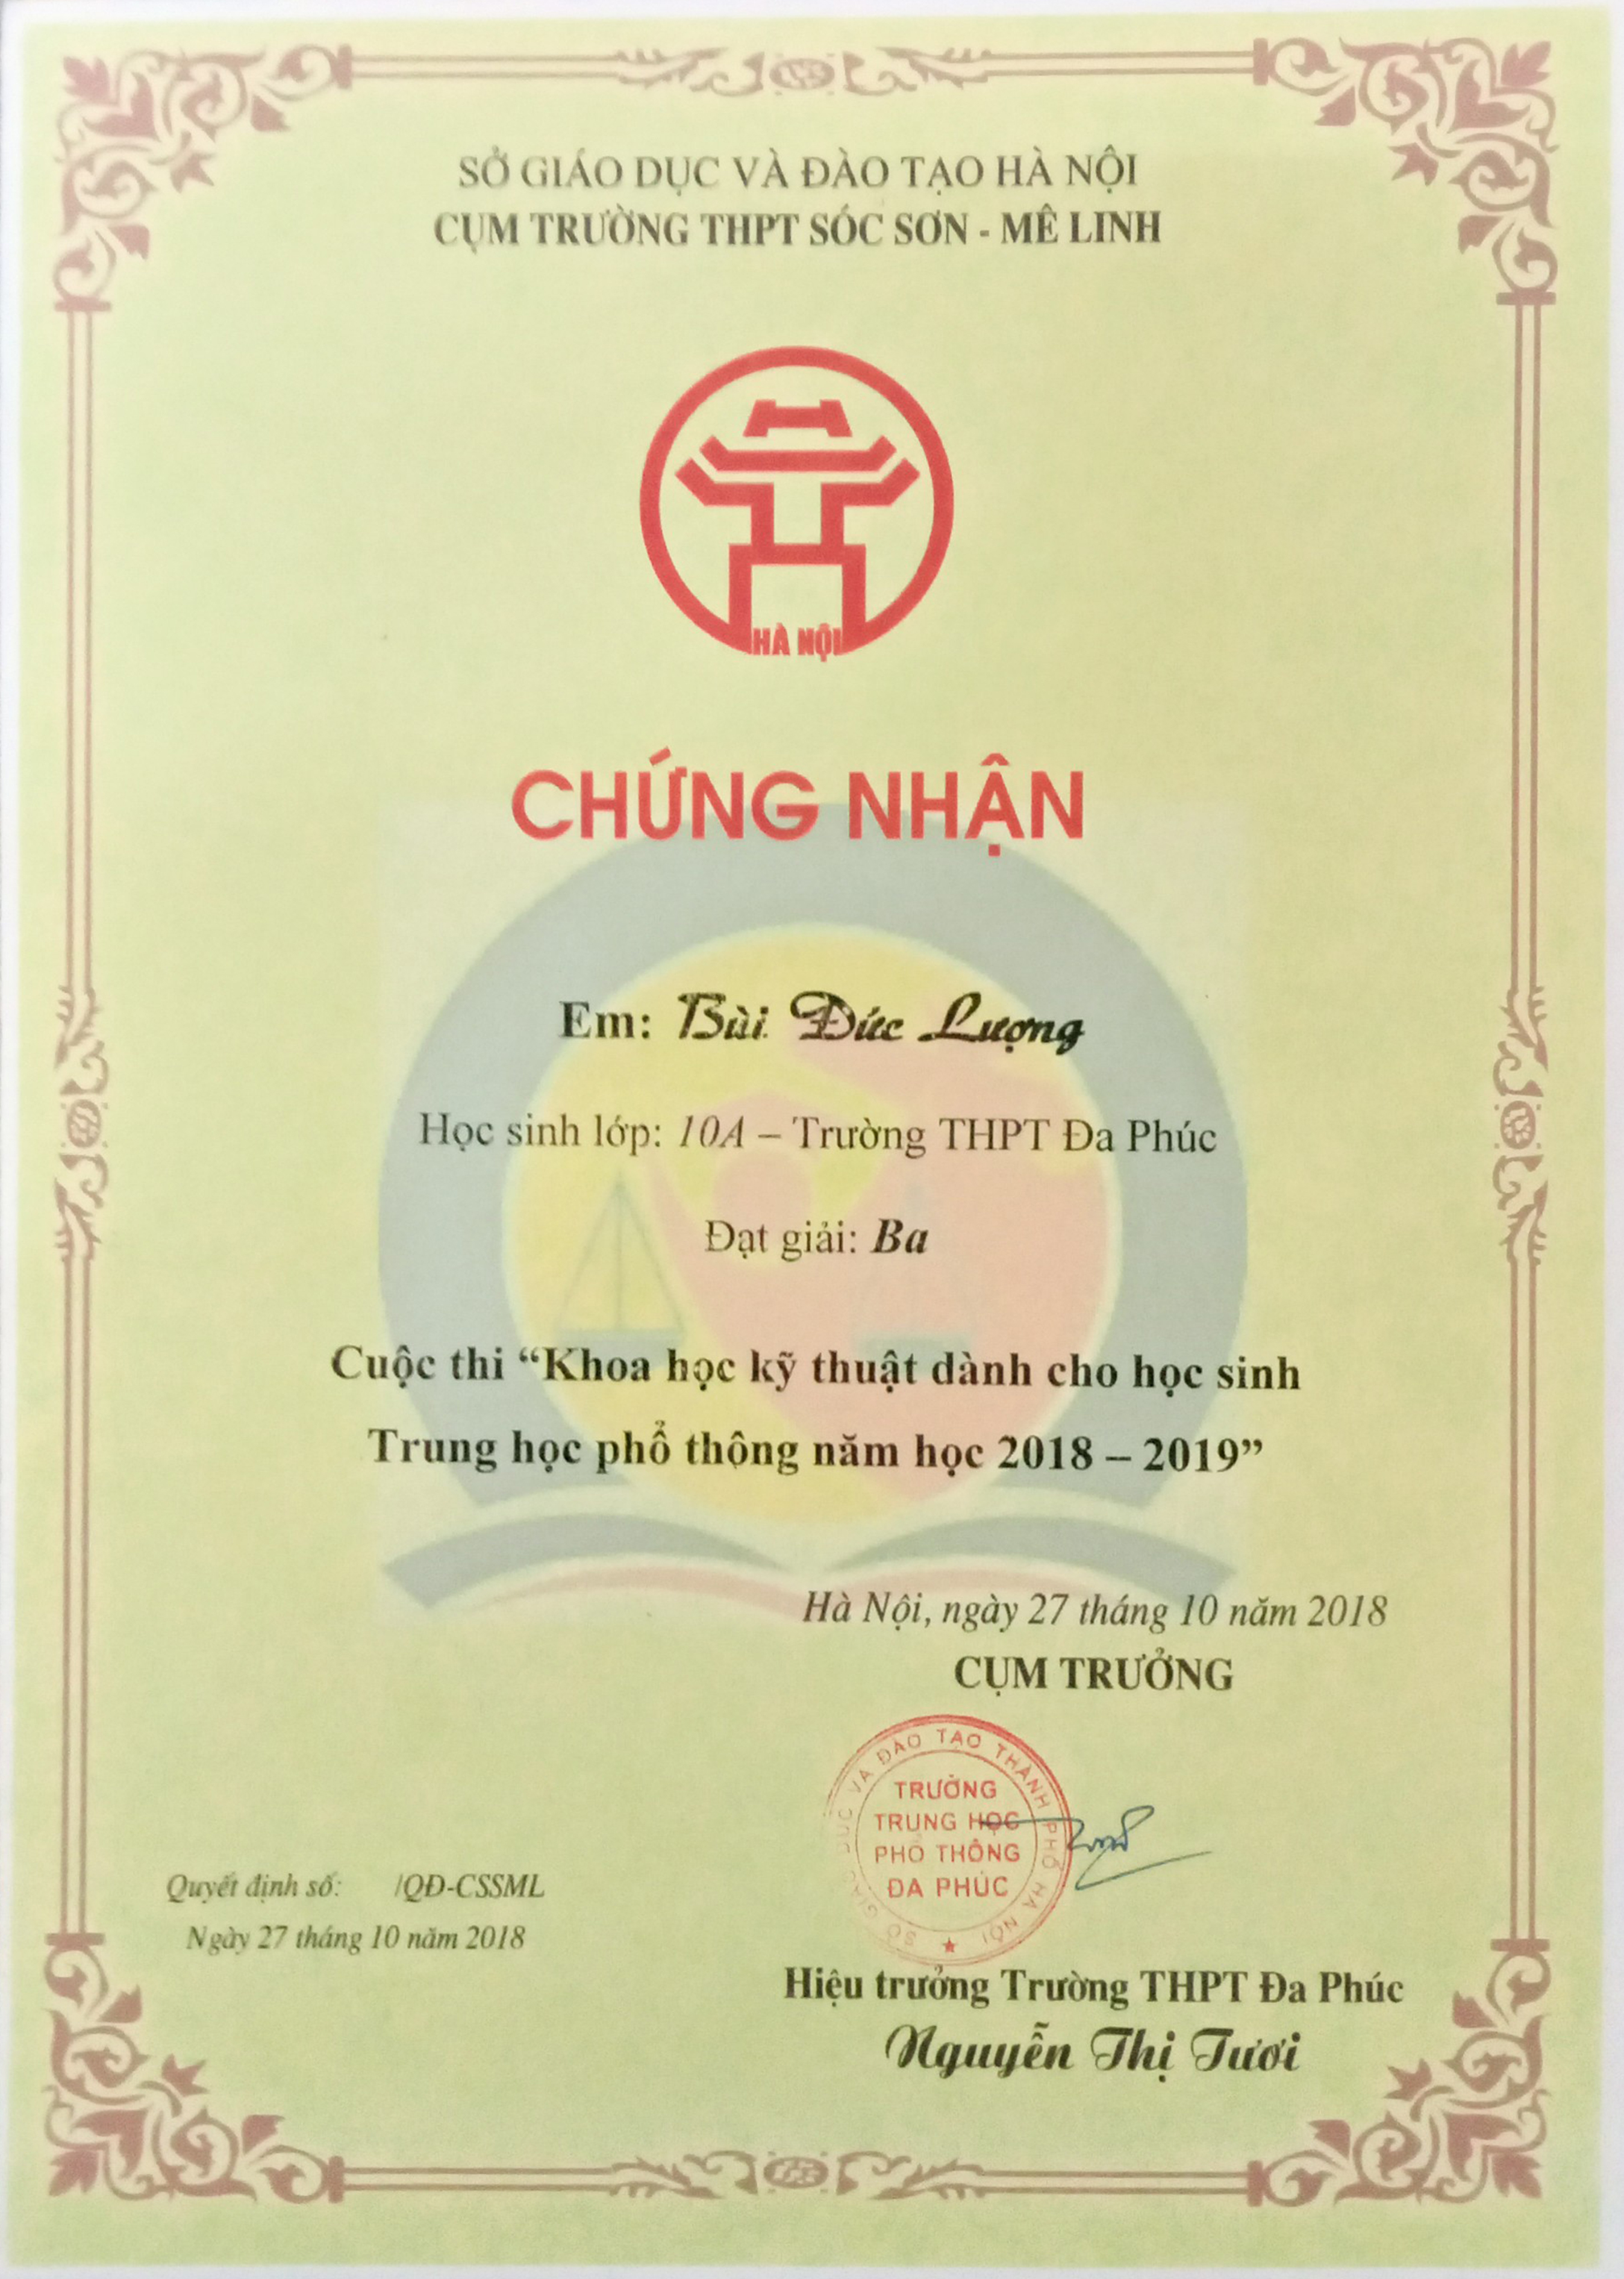 SỞ GIÁO DỤC VÀ ĐÀO TẠO HÀ NỘI
CỤM TRƯỜNG THPT SÓC SƠN - MÊ LINH
HÀ NỘI
CHỨNG NHẬN
Em: Bùi Đức Lượng
Học sinh lớp: 10A – Trường THPT Đa Phúc
Đạt giải: Ba
Cuộc thi “Khoa học kỹ thuật dành cho học sinh
Trung học phổ thông năm học 2018 – 2019”
Hà Nội, ngày 27 tháng 10 năm 2018
CỤM TRƯỞNG
SỞ GIÁO DỤC VÀ ĐÀO TẠO THÀNH PHỐ HÀ NỘI
TRƯỜNG
TRUNG HỌC
PHỔ THÔNG
ĐA PHÚC
Quyết định số: /QĐ-CSSML
Ngày 27 tháng 10 năm 2018
Hiệu trưởng Trường THPT Đa Phúc
Nguyễn Thị Tươi